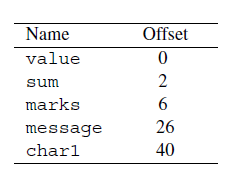 Name Offset
value 0
sum 2
marks 6
message 26
char1 40